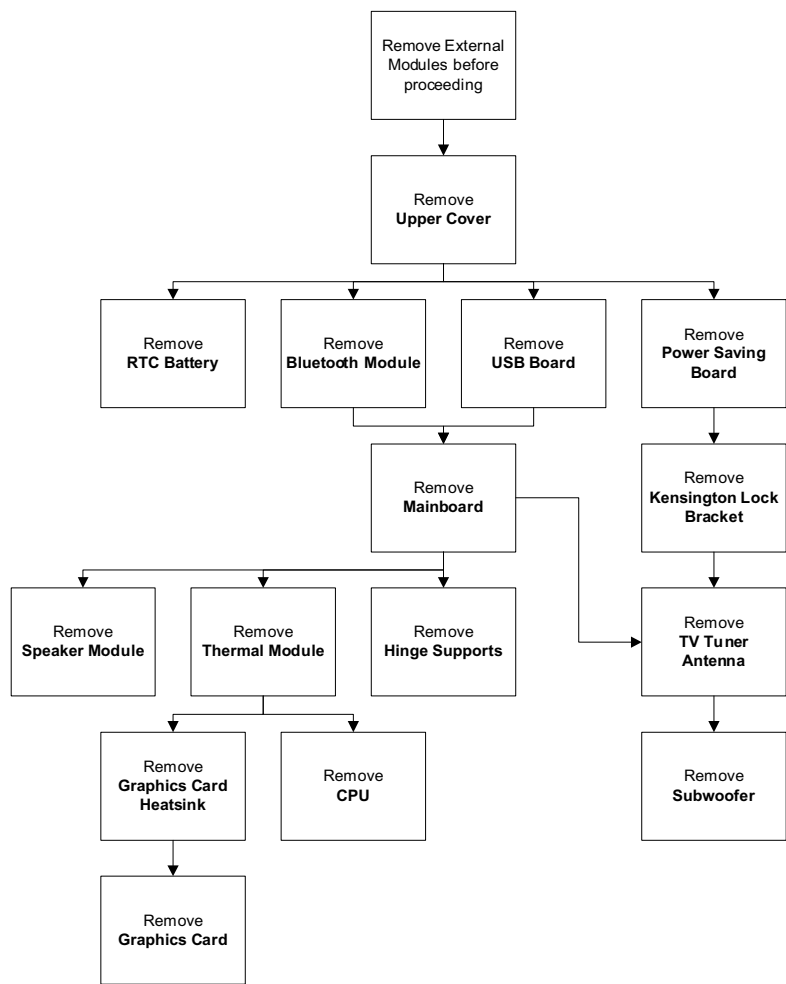 Remove External
Modules before
proceeding
Remove
Upper Cover
Remove
RTC Battery
Remove
Bluetooth Module
Remove
USB Board
Remove
Power Saving
Board
Remove
Mainboard
Remove
Kensington Lock
Bracket
Remove
Speaker Module
Remove
Thermal Module
Remove
Hinge Supports
Remove
TV Tuner
Antenna
Remove
Graphics Card
Heatsink
Remove
CPU
Remove
Subwoofer
Remove
Graphics Card